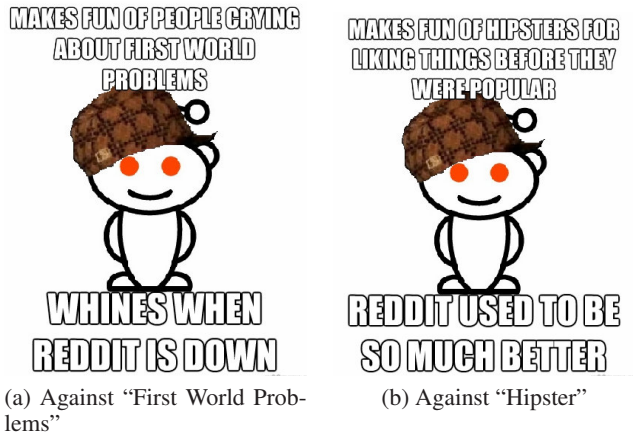 MAKES FUN OF PEOPLE CRYING
ABOUT FIRST WORLD
PROBLEMS
WHINES WHEN
REDDIT IS DOWN
(a) Against “First World Prob-
lems”
MAKES FUN OF HIPSTERS FOR
LIKING THINGS BEFORE THEY
WERE POPULAR
REDDIT USED TO BE
SO MUCH BETTER
(b) Against “Hipster”